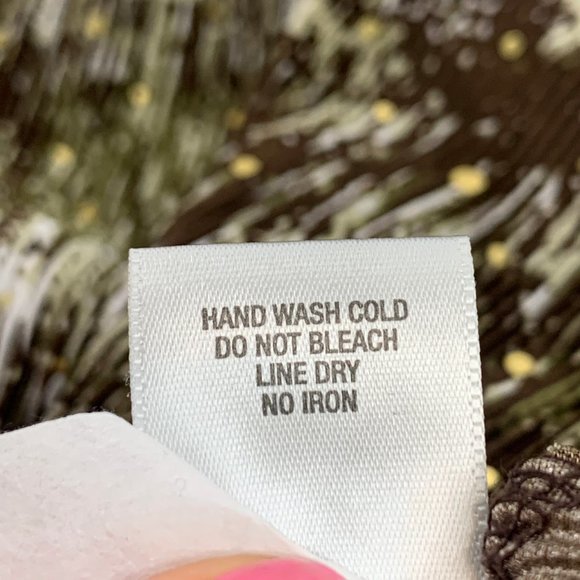 HAND WASH COLD
DO NOT BLEACH
LINE DRY
NO IRON